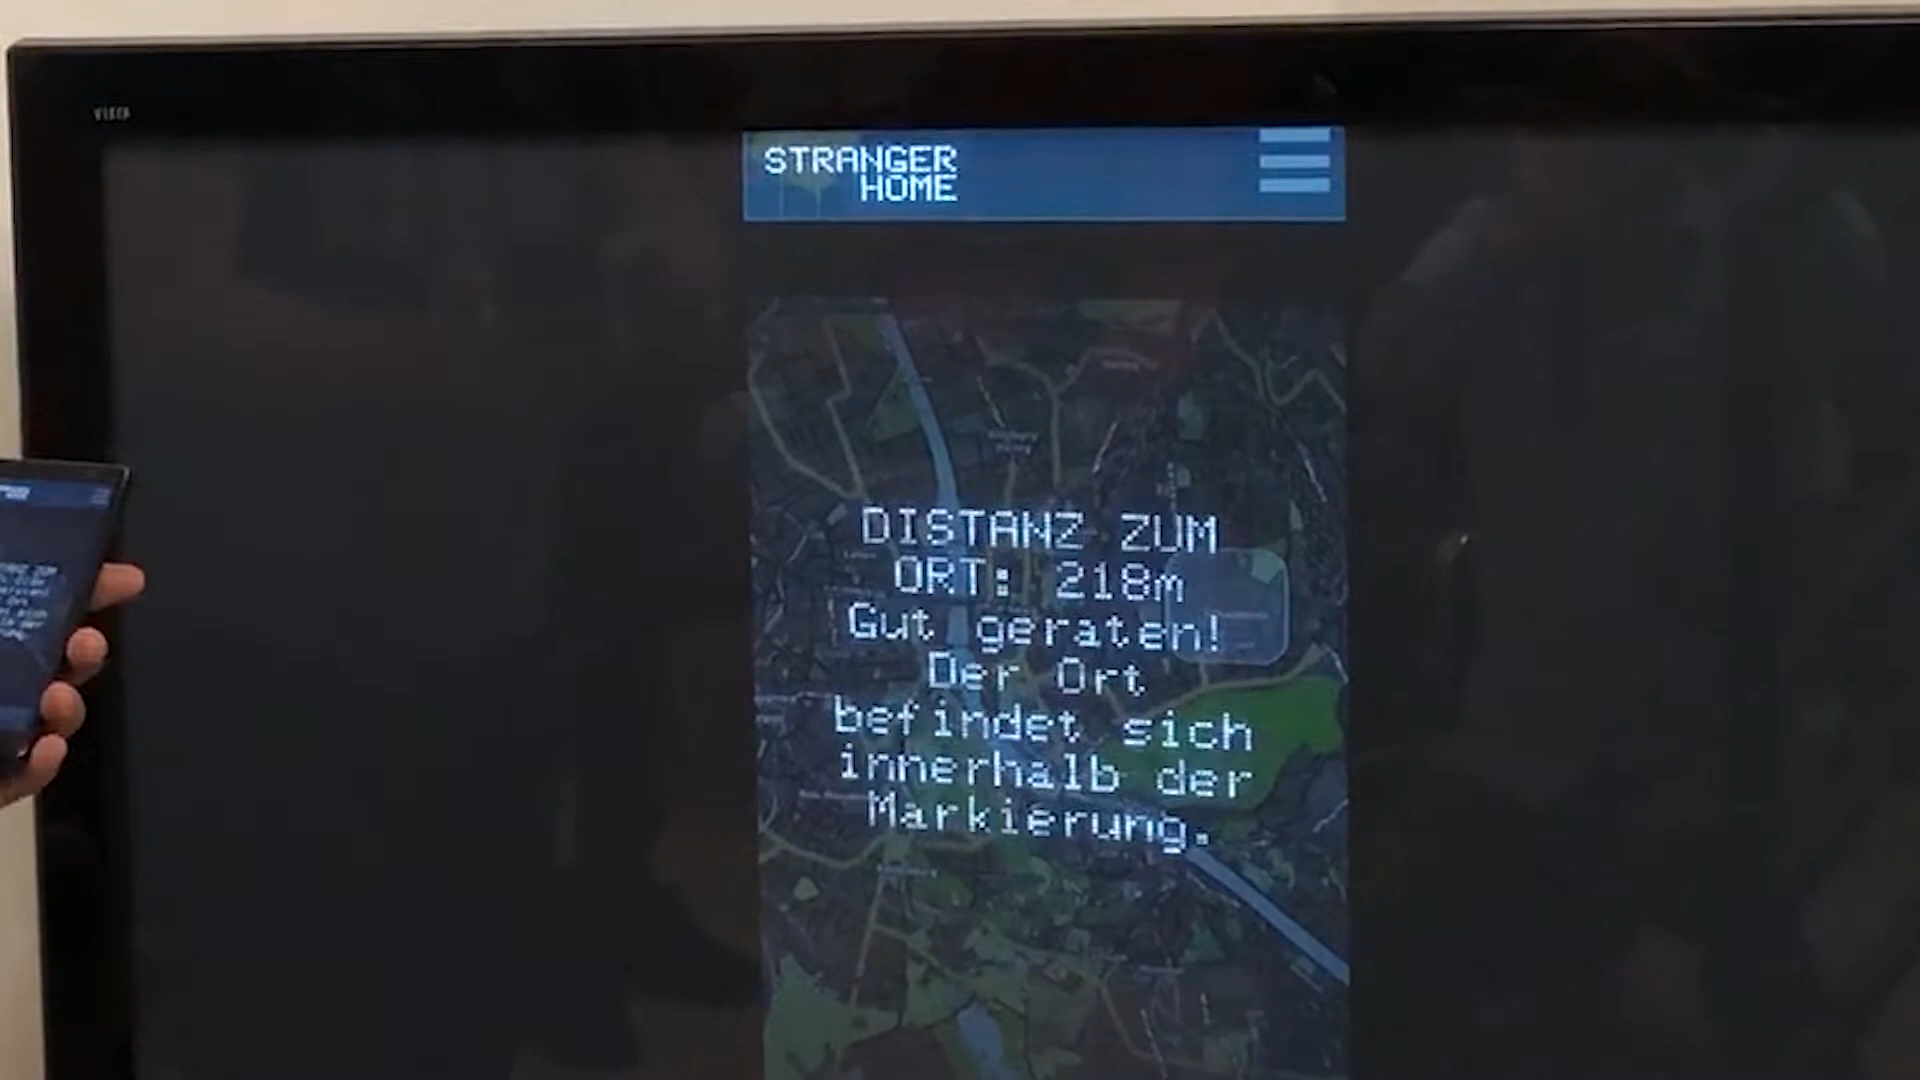 STRANGER
HOME
DISTANZ ZUM
ORT: 218m
Gut geraten!
Der Ort
befindet sich
innerhalb der
Markierung.